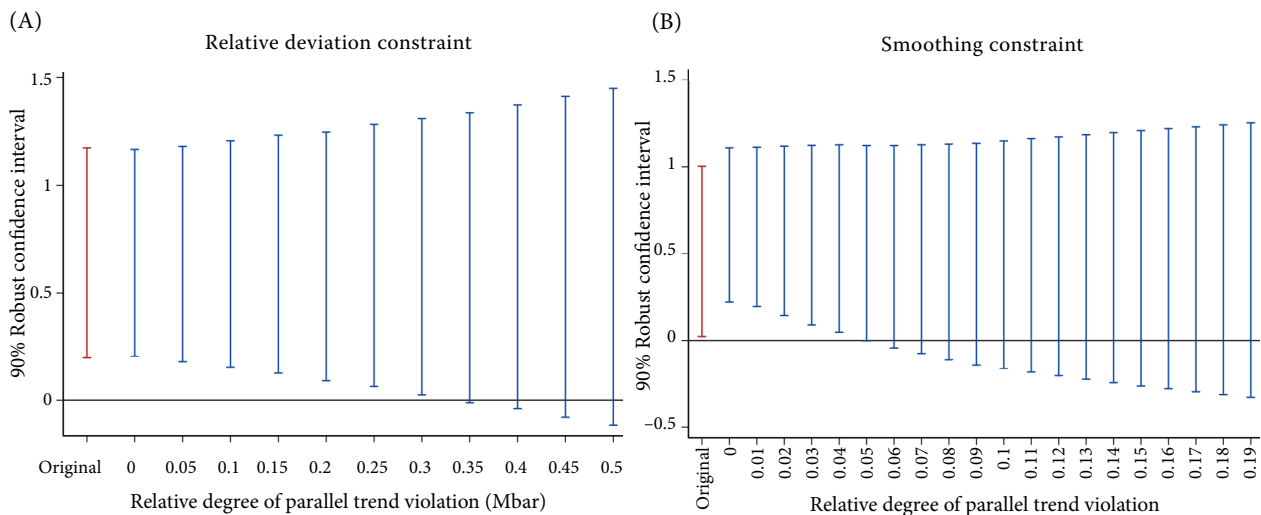 (A)
Relative deviation constraint
90% Robust confidence interval
1.5
1
0.5
0
Original 0 0.05 0.1 0.15 0.2 0.25 0.3 0.35 0.4 0.45 0.5
Relative degree of parallel trend violation (Mbar)
(B)
Smoothing constraint
90% Robust confidence interval
1.5
1
0.5
0
−0.5
Original 0 0.01 0.02 0.03 0.04 0.05 0.06 0.07 0.08 0.09 0.1 0.11 0.12 0.13 0.14 0.15 0.16 0.17 0.18 0.19
Relative degree of parallel trend violation